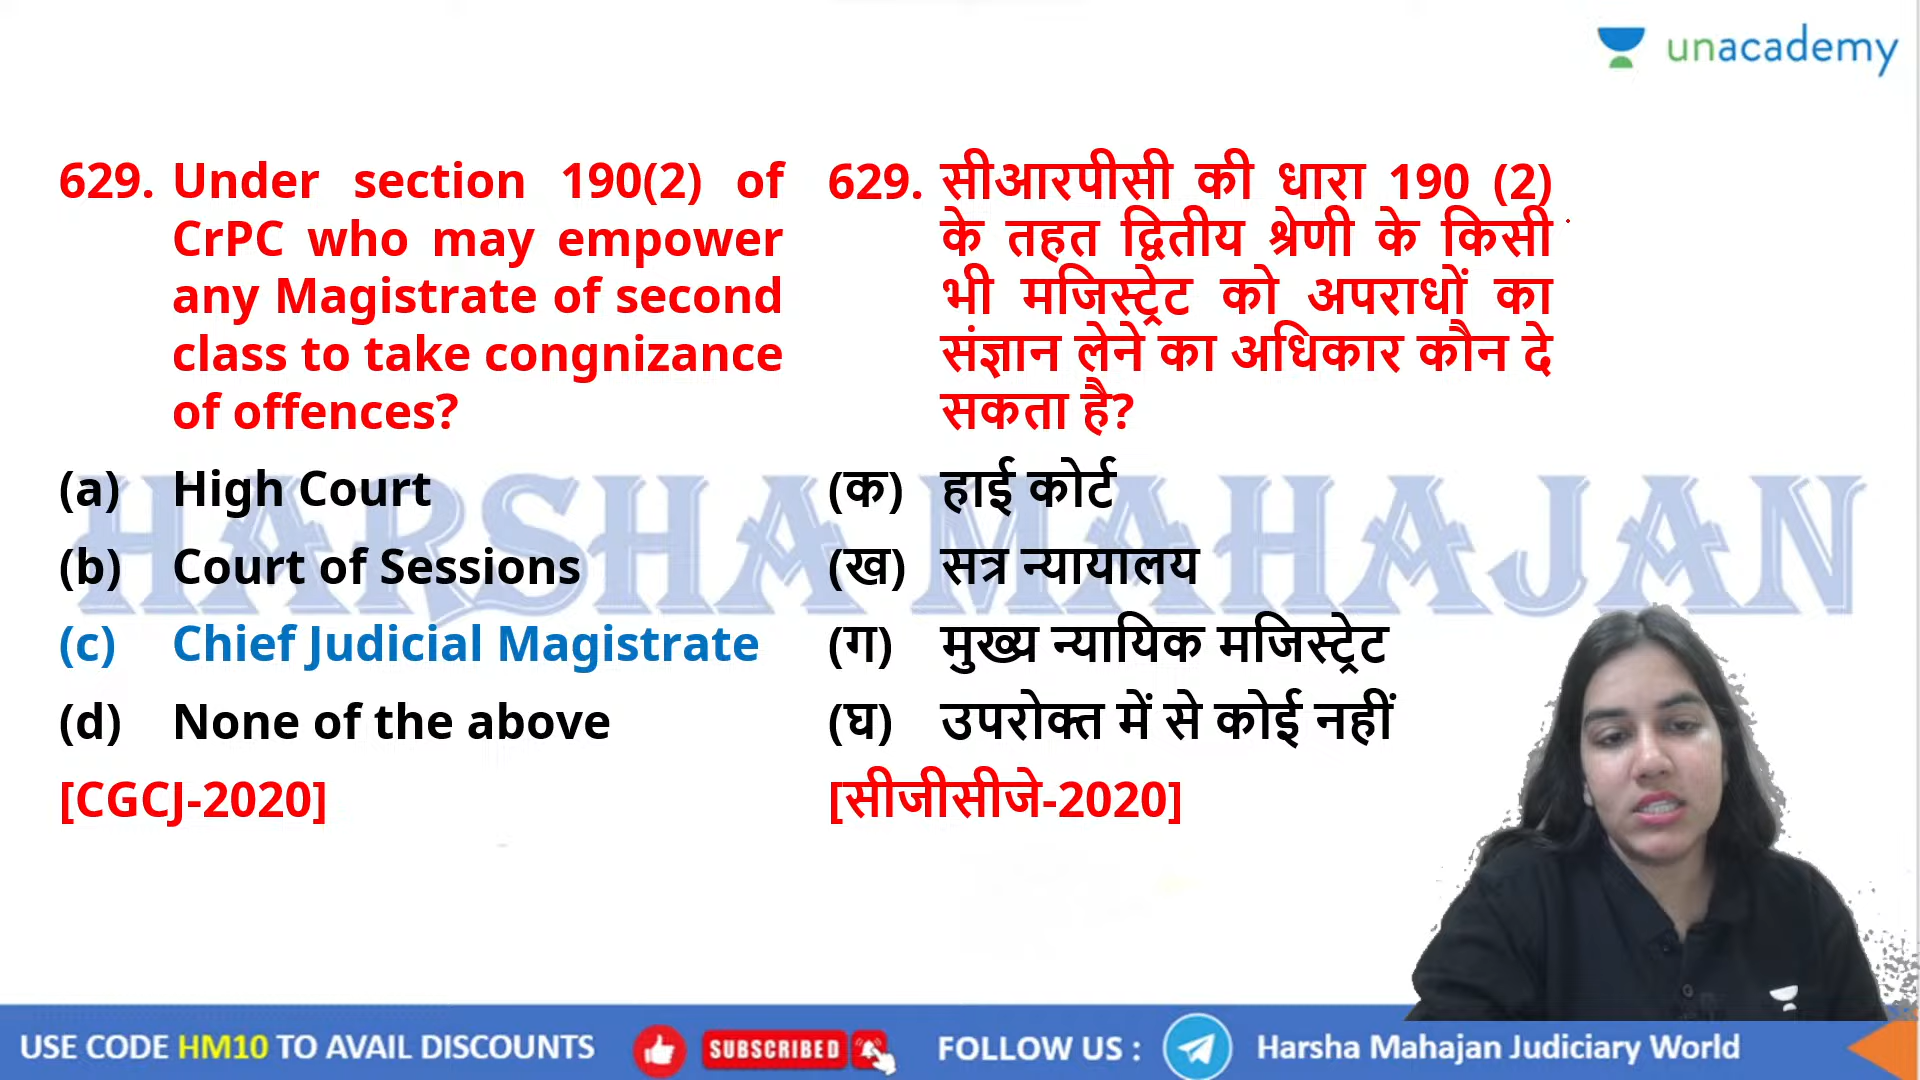 unacademy
629. Under section 190(2) of
CrPC who may empower
any Magistrate of second
class to take congnizance
of offences?
(a) High Court
(b) Court of Sessions
(c) Chief Judicial Magistrate
(d) None of the above
[CGCJ-2020]
629. सीआरपीसी की धारा 190 (2)
के तहत द्वितीय श्रेणी के किसी
भी मजिस्ट्रेट को अपराधों का
संज्ञान लेने का अधिकार कौन दे
सकता है?
(क) हाई कोर्ट
(ख) सत्र न्यायालय
(ग) मुख्य न्यायिक मजिस्ट्रेट
(घ) उपरोक्त में से कोई नहीं
[सीजीसीजे-2020]
HARSHA MAHAJAN
USE CODE HM10 TO AVAIL DISCOUNTS
SUBSCRIBED
FOLLOW US :
Harsha Mahajan Judiciary World